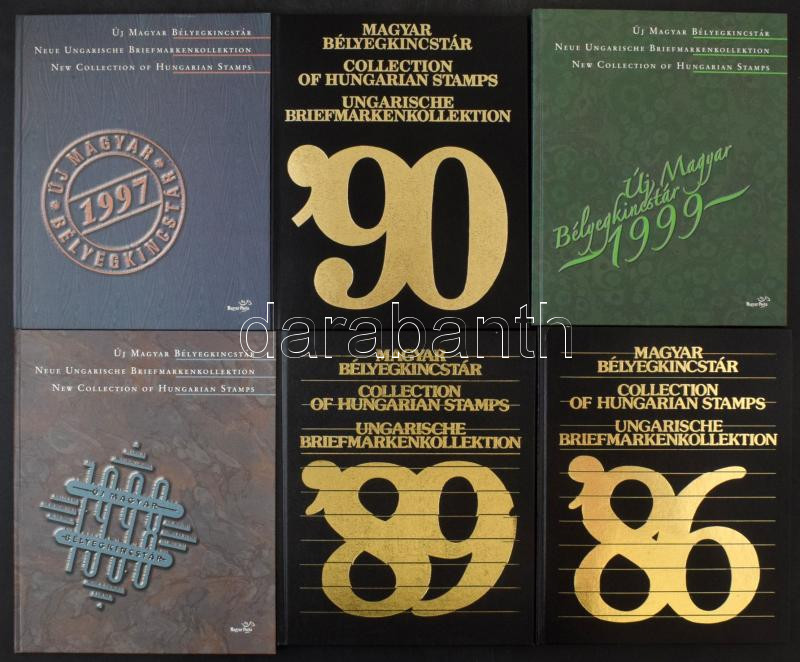 Új Magyar Bélyegkincstár
Neue Ungarische Briefmarkenkollektion
New Collection of Hungarian Stamps
ÚJ MAGYAR
1997
BÉLYEGKINCSTÁR
Magyar Posta
MAGYAR
BÉLYEGKINCSTÁR
COLLECTION
OF HUNGARIAN STAMPS
UNGARISCHE
BRIEFMARKENKOLLEKTION
'90
Új Magyar Bélyegkincstár
Neue Ungarische Briefmarkenkollektion
New Collection of Hungarian Stamps
Új Magyar
Bélyegkincstár
1999
Magyar Posta
darabanth
Új Magyar Bélyegkincstár
Neue Ungarische Briefmarkenkollektion
New Collection of Hungarian Stamps
ÚJ MAGYAR
1998
BÉLYEGKINCSTÁR
Magyar Posta
MAGYAR
BÉLYEGKINCSTÁR
COLLECTION
OF HUNGARIAN STAMPS
UNGARISCHE
BRIEFMARKENKOLLEKTION
'89
MAGYAR
BÉLYEGKINCSTÁR
COLLECTION
OF HUNGARIAN STAMPS
UNGARISCHE
BRIEFMARKENKOLLEKTION
'86